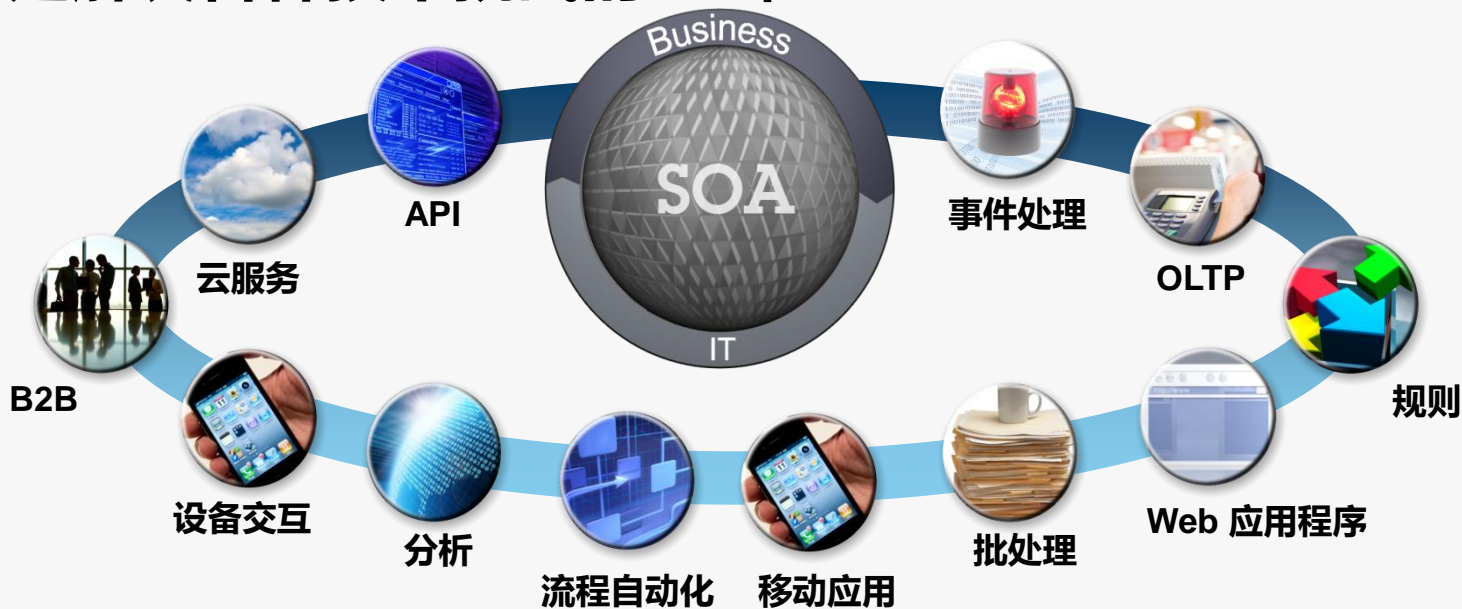 Business
SOA
IT
API
云服务
B2B
设备交互
分析
流程自动化
移动应用
批处理
Web 应用程序
规则
OLTP
事件处理